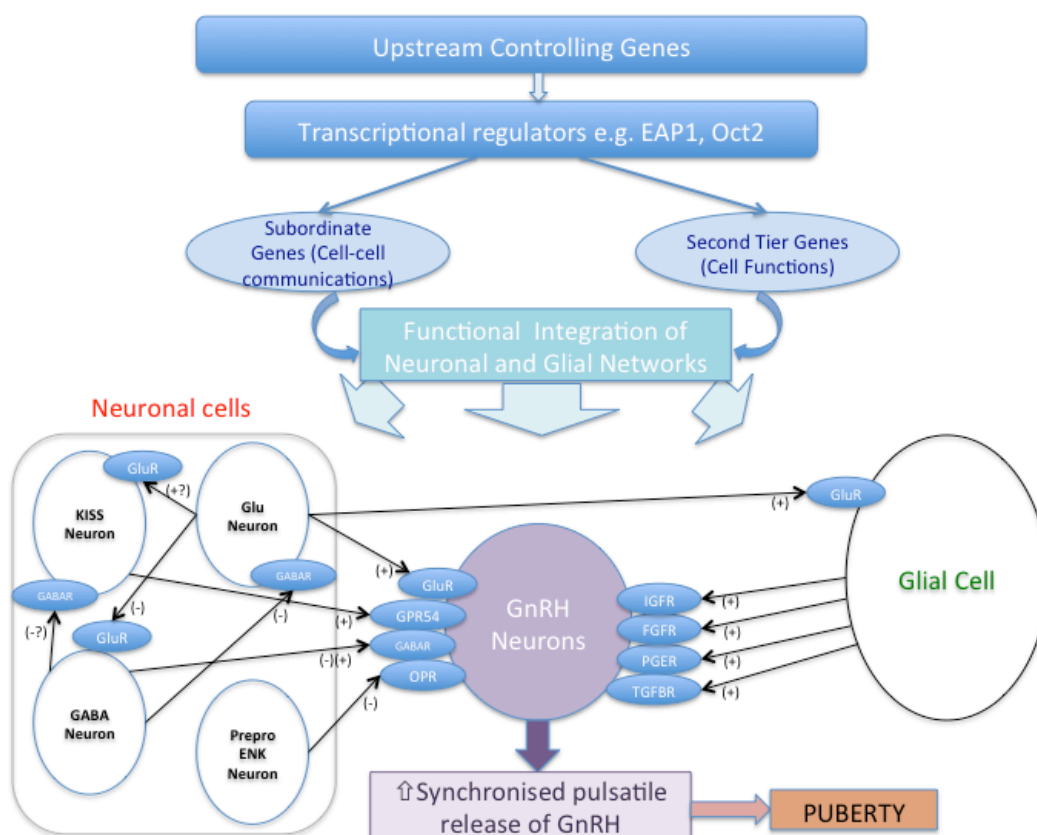 Upstream Controlling Genes
Transcriptional regulators e.g. EAP1, Oct2
Subordinate
Genes (Cell-cell
communications)
Second Tier Genes
(Cell Functions)
Functional Integration of
Neuronal and Glial Networks
Neuronal cells
GluR
(+?)
KISS
Neuron
Glu
Neuron
GABAR
(-?)
(-)
GluR
GABAR
(-)
GABA
Neuron
Prepro
ENK
Neuron
(+)
GluR
(+)
GPR54
(-)(+)
GABAR
(-)
OPR
GnRH
Neurons
IGFR
(+)
FGFR
(+)
PGER
(+)
TGFBR
(+)
(+)
GluR
Glial Cell
⇧Synchronised pulsatile
release of GnRH
PUBERTY